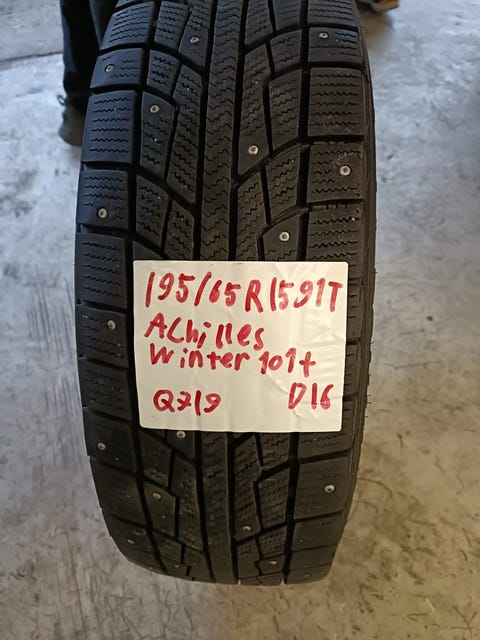 195/65R1591T
Achilles
Winter 101+
Q719 D16